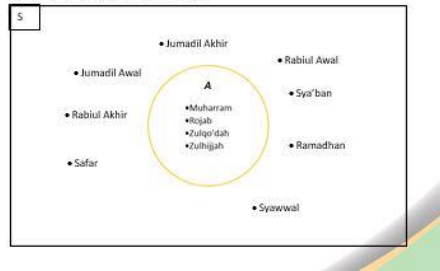 S
• Jumadil Akhir
• Rabiul Awal
• Jumadil Awal
A
• Sya'ban
•Muharram
•Rojab
•Zulqo'dah
•Zulhijjah
• Rabiul Akhir
• Ramadhan
• Safar
• Syawwal